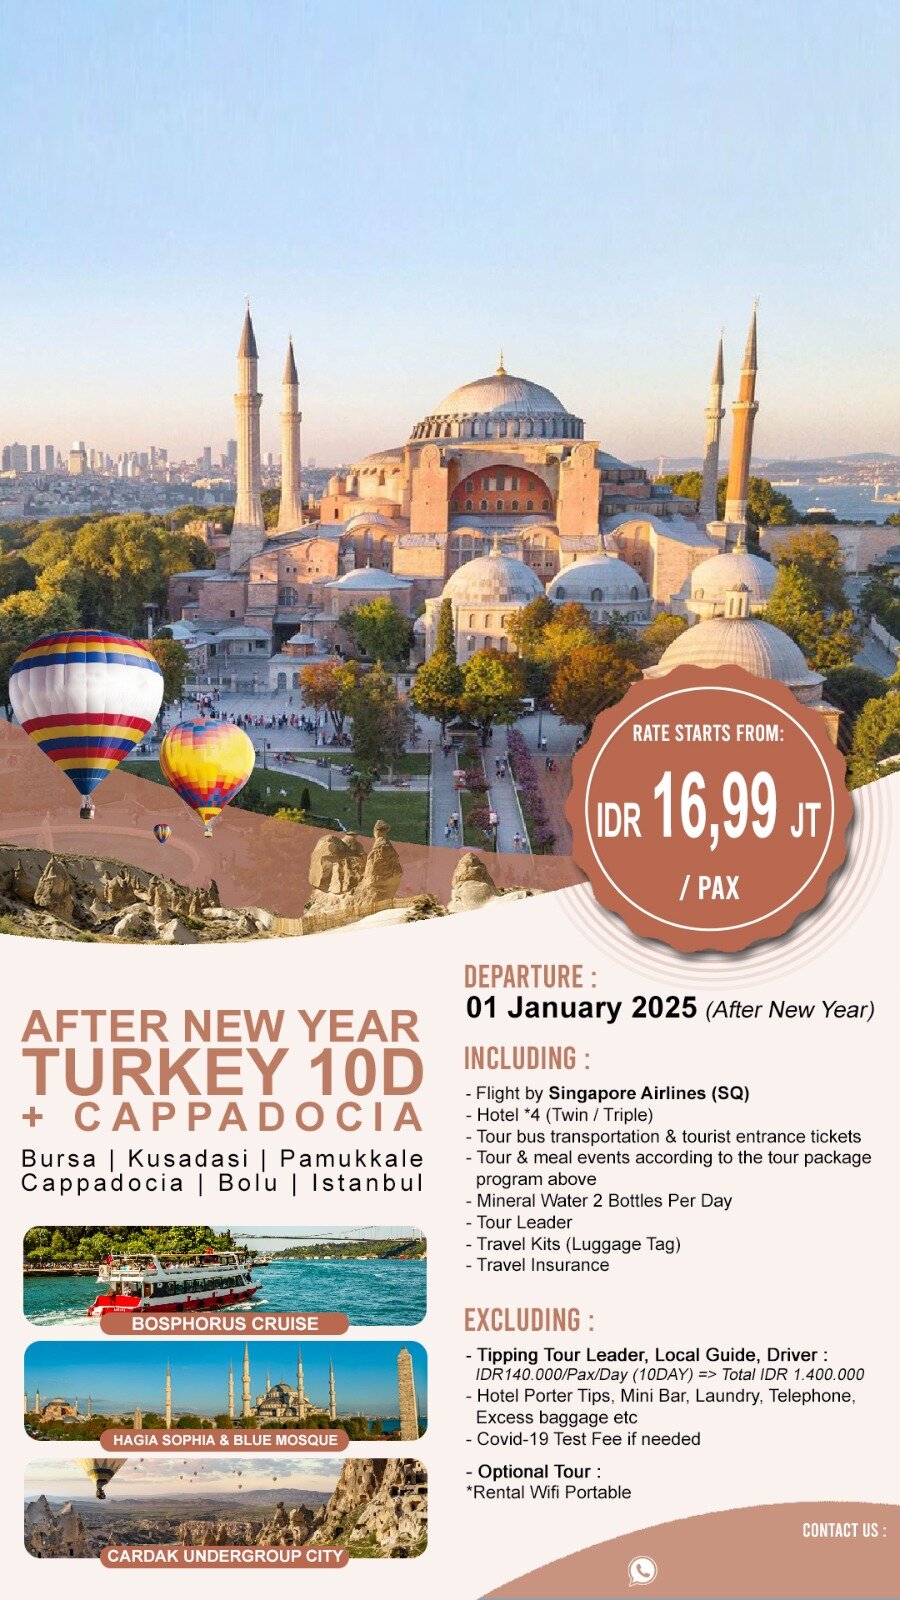 RATE STARTS FROM:
IDR 16,99 JT
/ PAX
AFTER NEW YEAR
TURKEY 10D
+ CAPPADOCIA
Bursa | Kusadasi | Pamukkale
Cappadocia | Bolu | Istanbul
BOSPHORUS CRUISE
HAGIA SOPHIA & BLUE MOSQUE
CARDAK UNDERGROUP CITY
DEPARTURE :
01 January 2025 (After New Year)
INCLUDING :
- Flight by Singapore Airlines (SQ)
- Hotel *4 (Twin / Triple)
- Tour bus transportation & tourist entrance tickets
- Tour & meal events according to the tour package
program above
- Mineral Water 2 Bottles Per Day
- Tour Leader
- Travel Kits (Luggage Tag)
- Travel Insurance
EXCLUDING :
- Tipping Tour Leader, Local Guide, Driver :
IDR140.000/Pax/Day (10DAY) => Total IDR 1.400.000
- Hotel Porter Tips, Mini Bar, Laundry, Telephone,
Excess baggage etc
- Covid-19 Test Fee if needed
- Optional Tour :
*Rental Wifi Portable
CONTACT US :